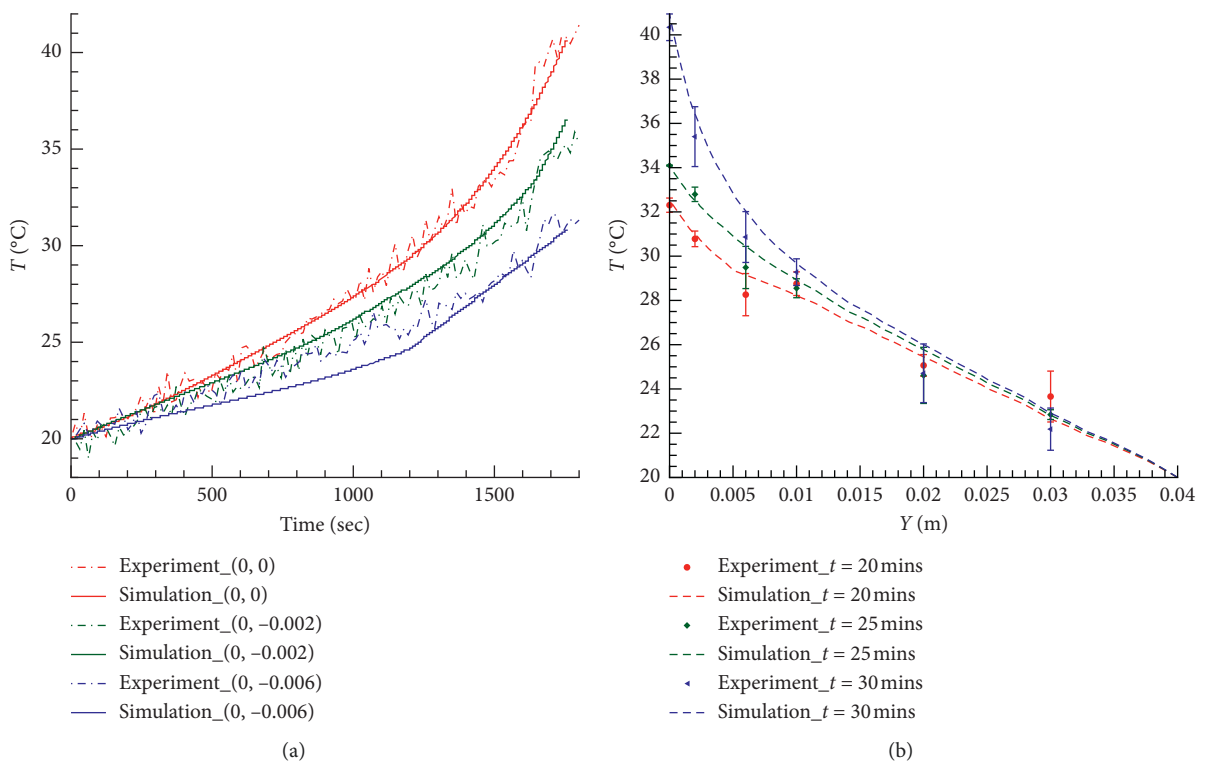 40
35
30
25
20
T (°C)
0
500
1000
1500
Time (sec)
Experiment_(0, 0)
Simulation_(0, 0)
Experiment_(0, –0.002)
Simulation_(0, –0.002)
Experiment_(0, –0.006)
Simulation_(0, –0.006)
(a)
40
38
36
34
32
30
28
26
24
22
20
T (°C)
0
0.005
0.01
0.015
0.02
0.025
0.03
0.035
0.04
Y (m)
Experiment_t = 20 mins
Simulation_t = 20 mins
Experiment_t = 25 mins
Simulation_t = 25 mins
Experiment_t = 30 mins
Simulation_t = 30 mins
(b)